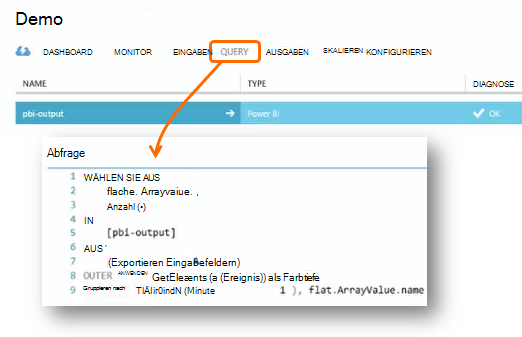 Demo
DASHBOARD MONITOR EINGABEN QUERY AUSGABEN SKALIEREN KONFIGURIEREN
NAME TYPE DIAGNOSE
pbi-output Power BI OK
Abfrage
1 WÄHLEN SIE AUS
2 flache. Arrayvaiue. ,
3 Anzahl (•)
4 IN
5 [pbi-output]
6 AUS '
7 (Exportieren Eingabefeldern)
8 OUTER ANWENDEN GetElements (a (Ereignis)) als Farbtiefe
9 Gruppieren nach TlÄlir0indN (Minute 1 ), flat.ArrayValue.name